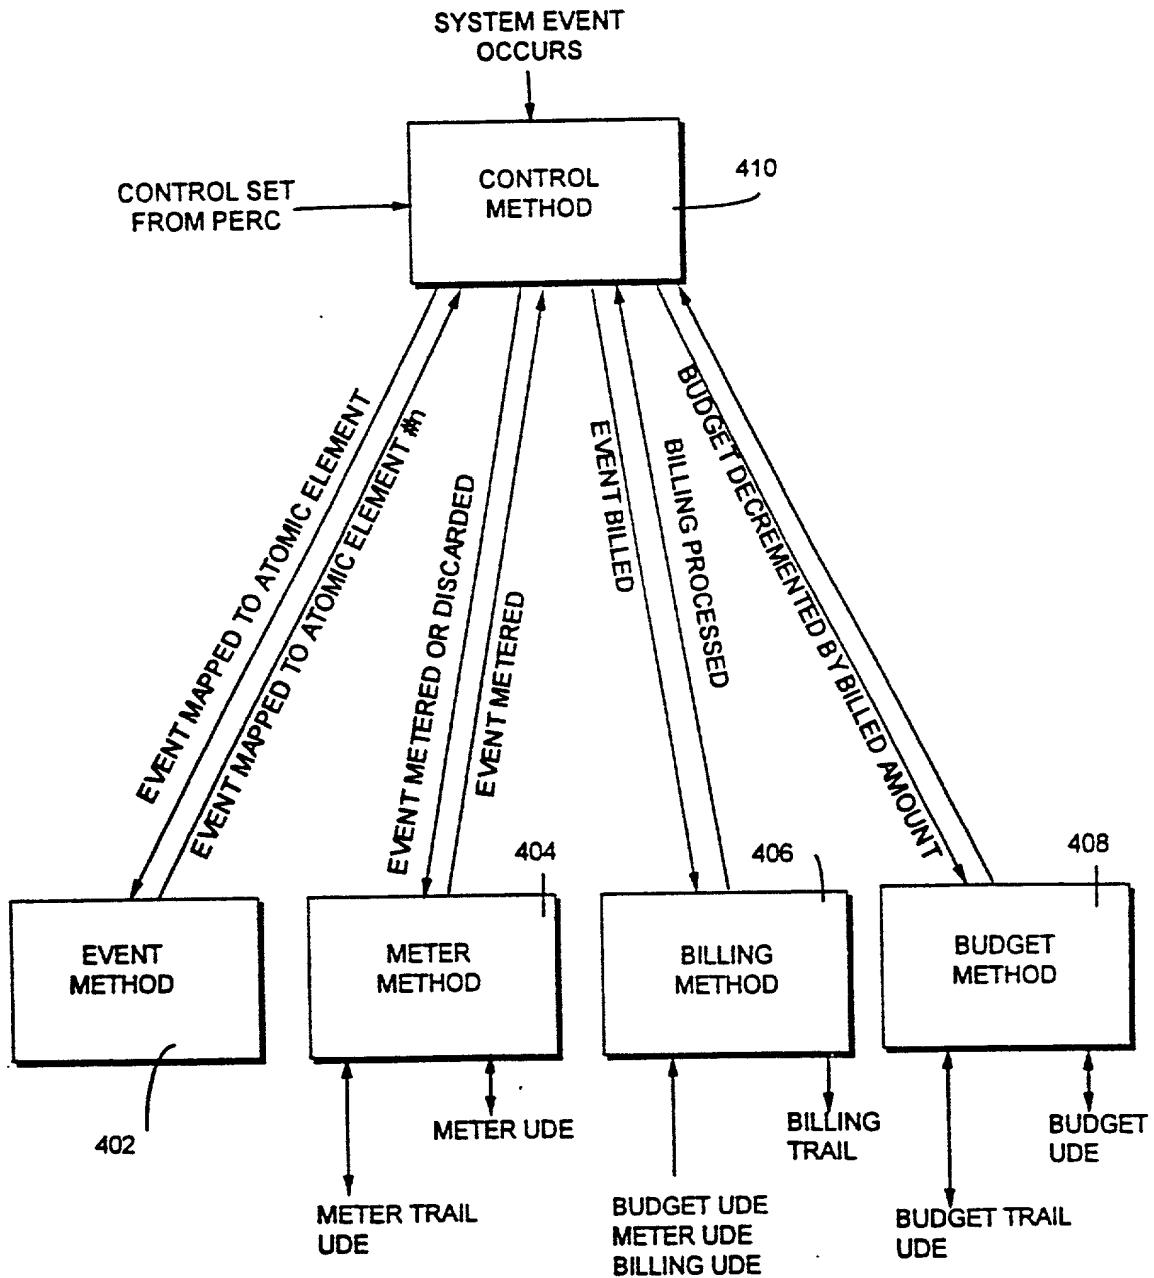 SYSTEM EVENT
OCCURS
CONTROL
METHOD
410
CONTROL SET
FROM PERC
EVENT MAPPED TO ATOMIC ELEMENT
EVENT MAPPED TO ATOMIC ELEMENT #n
EVENT METERED OR DISCARDED
EVENT METERED
EVENT BILLED
BILLING PROCESSED
BUDGET DECREMENTED BY BILLED AMOUNT
404
406
408
EVENT
METHOD
METER
METHOD
BILLING
METHOD
BUDGET
METHOD
402
METER UDE
METER TRAIL
UDE
BUDGET UDE
METER UDE
BILLING UDE
BILLING
TRAIL
BUDGET
UDE
BUDGET TRAIL
UDE